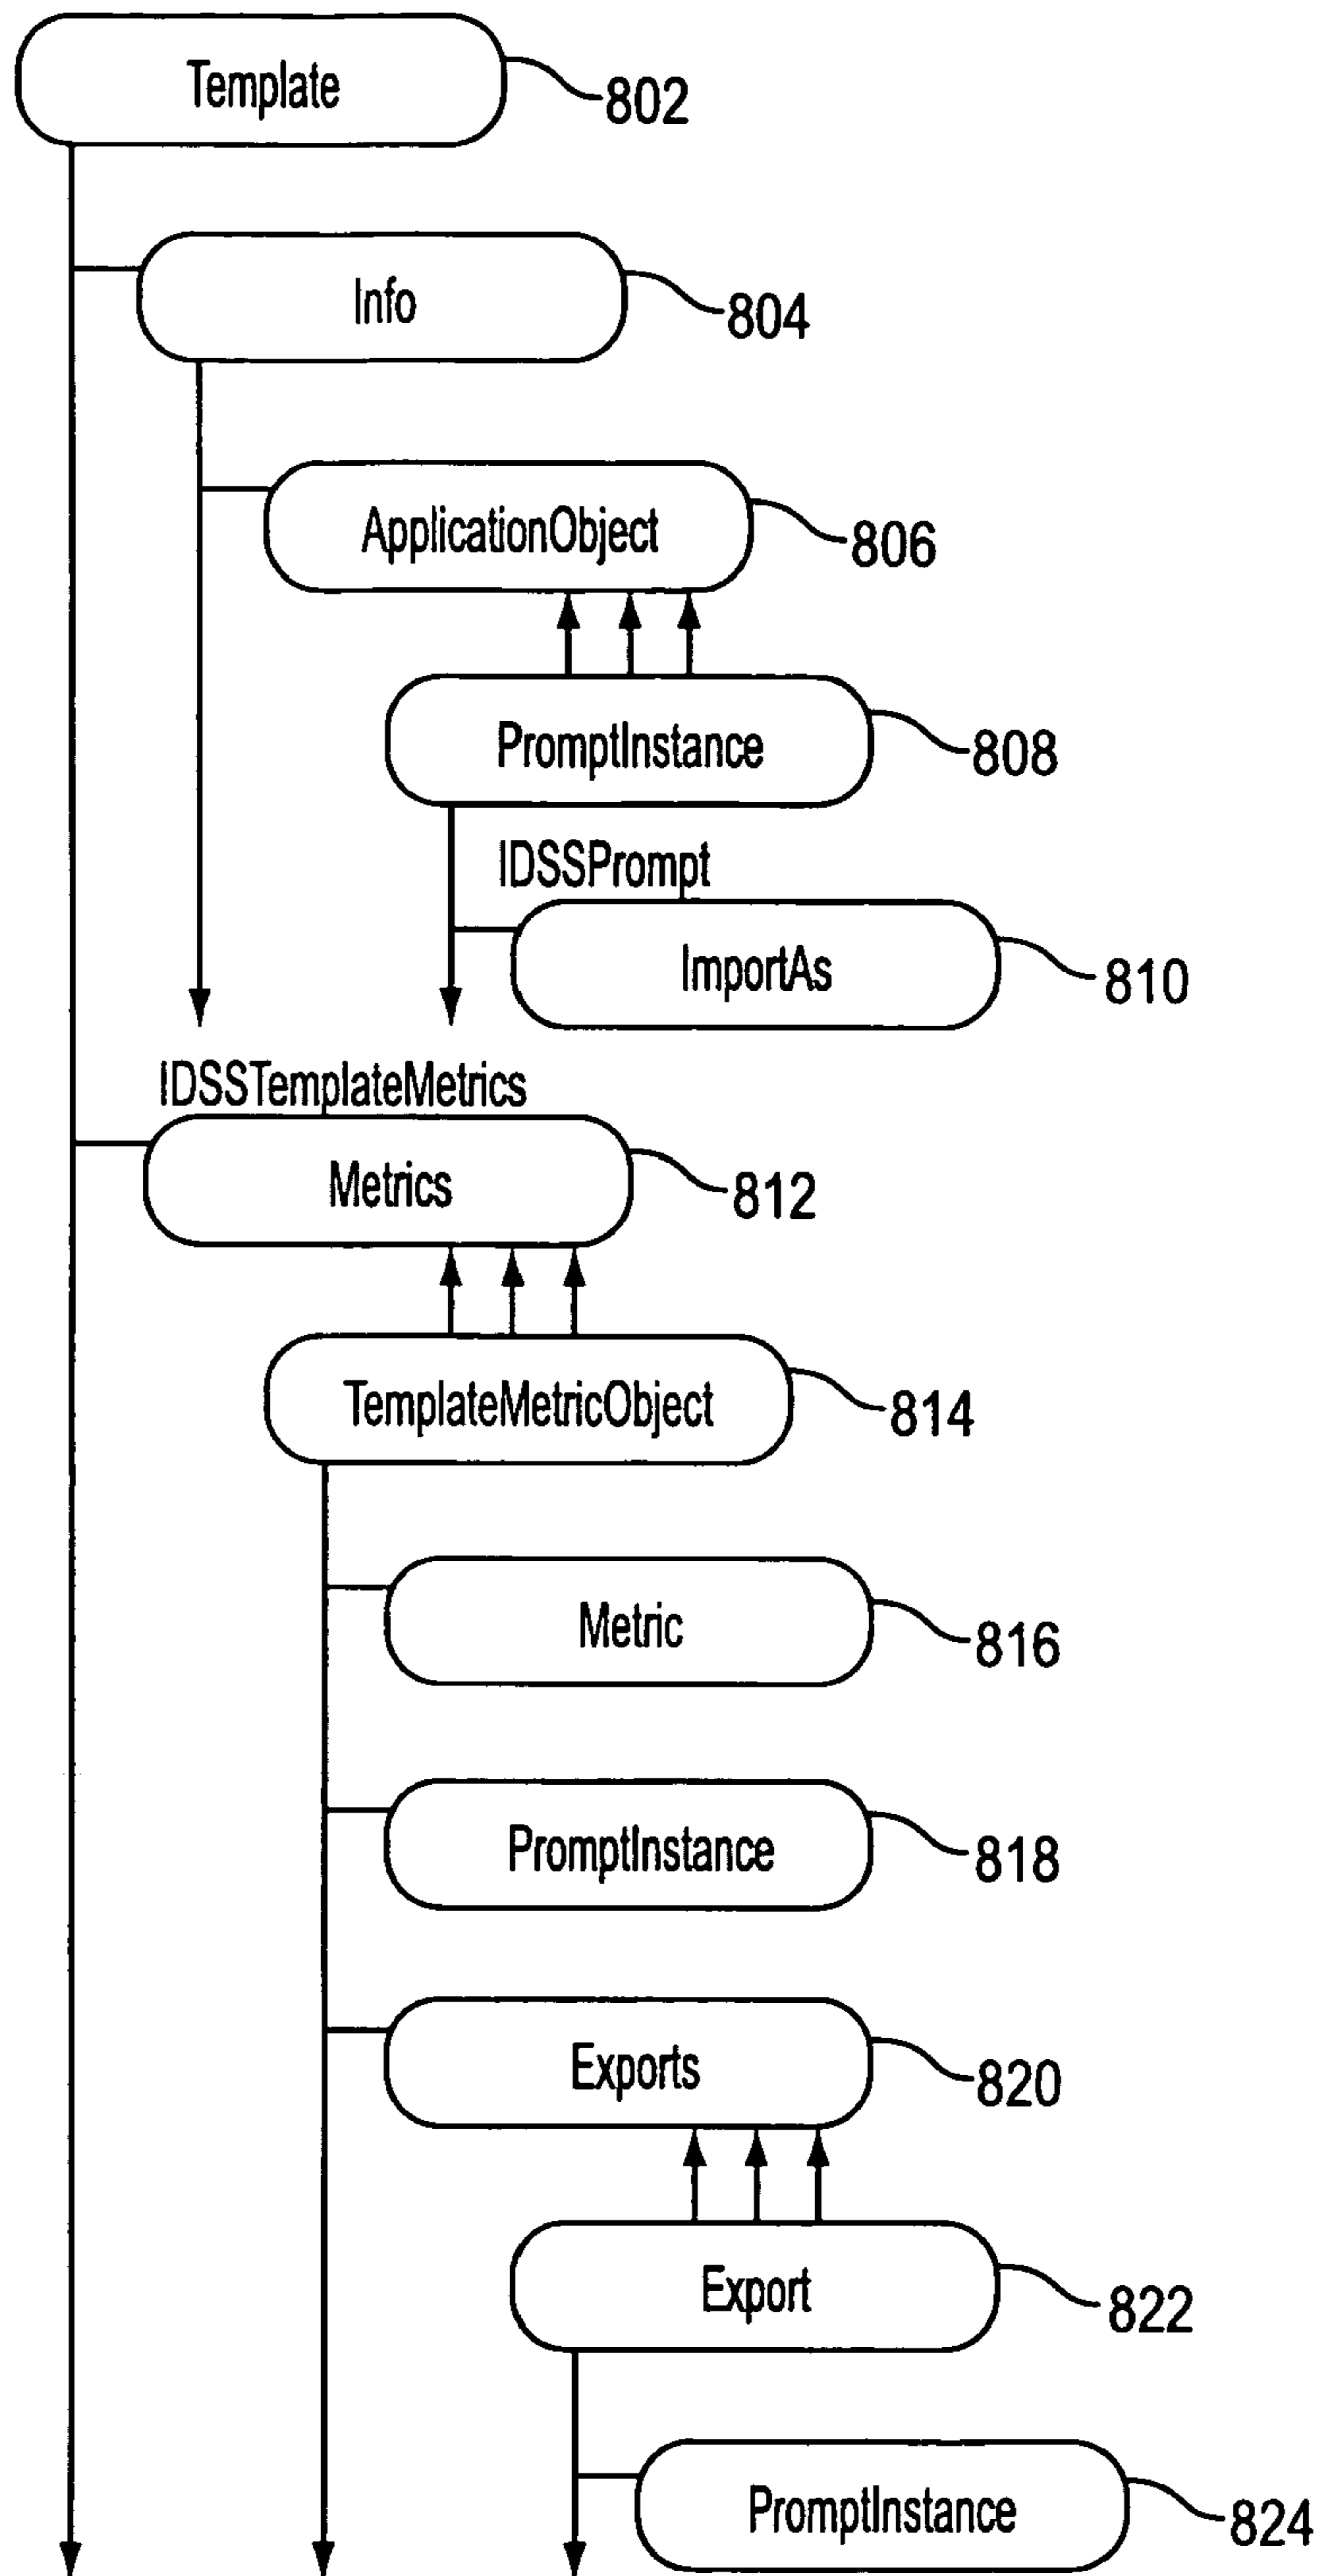 Template
802
Info
804
ApplicationObject
806
PromptInstance
808
IDSSPrompt
ImportAs
810
IDSSTemplateMetrics
Metrics
812
TemplateMetricObject
814
Metric
816
PromptInstance
818
Exports
820
Export
822
PromptInstance
824